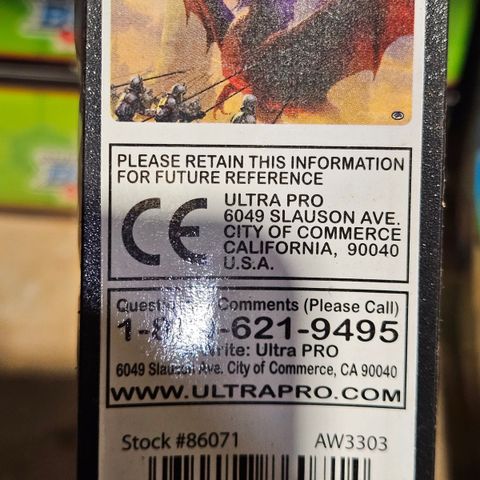 PLEASE RETAIN THIS INFORMATION
FOR FUTURE REFERENCE
CE
ULTRA PRO
6049 SLAUSON AVE.
CITY OF COMMERCE
CALIFORNIA, 90040
U.S.A.
Comments (Please Call)
-621-9495
Ultra PRO
6049 Slauson Ave. City of Commerce, CA 90040
WWW.ULTRAPRO.COM
Stock #86071 AW3303